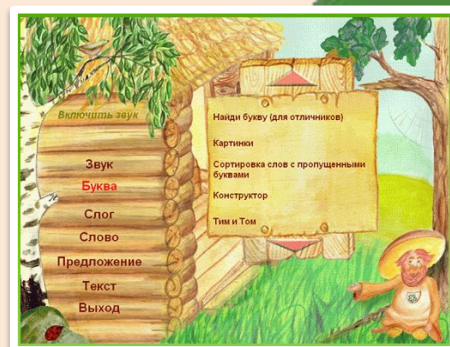 Включить звук
Звук
Буква
Слог
Слово
Предложение
Текст
Выход
Найди букву (для отличников)
Картинки
Сортировка слов с пропущенными
буквами
Конструктор
Тим и Том